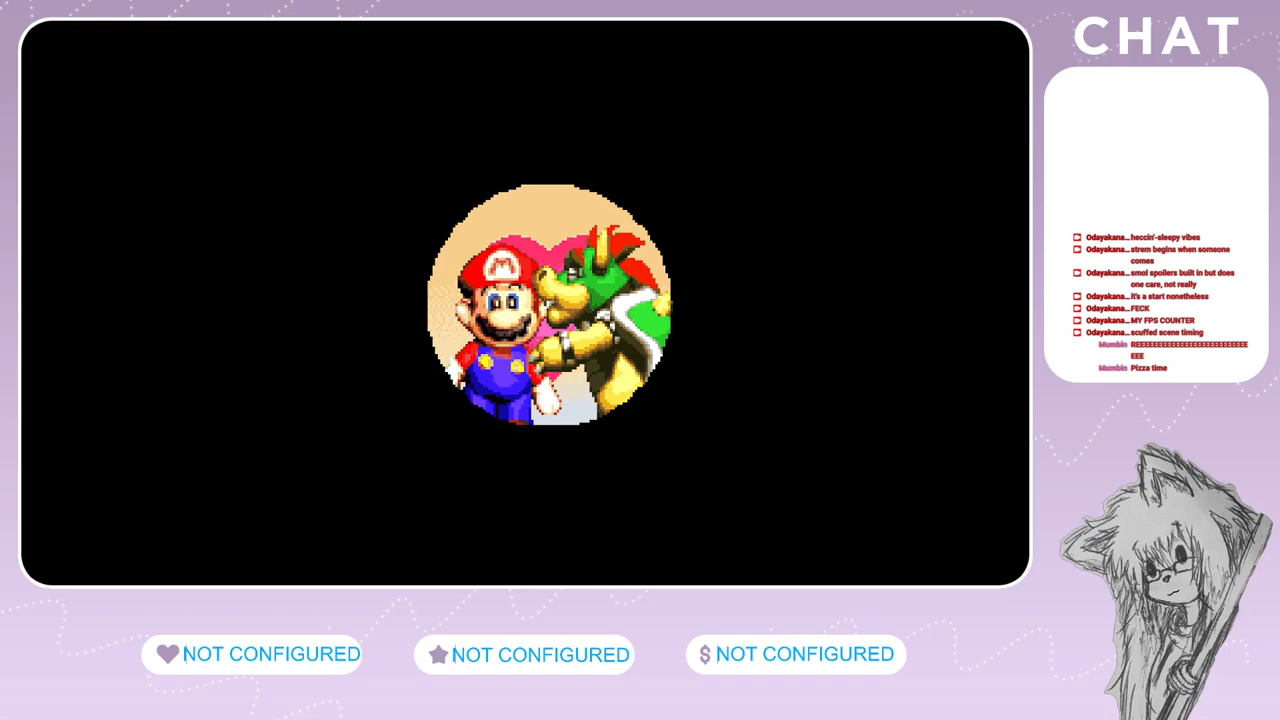 CHAT
Odayakana... heccin'-sleepy vibes
Odayakana... strem begins when someone
comes
Odayakana... smol spoilers built in but does
one care, not really
Odayakana... it's a start nonetheless
Odayakana... FECK
Odayakana... MY FPS COUNTER
Odayakana... scuffed scene timing
Mumbin REEEEEEEEEEEEEEEEEEEEEEEEEE
EEE
Mumbin Pizza time
M
NOT CONFIGURED
NOT CONFIGURED
$ NOT CONFIGURED